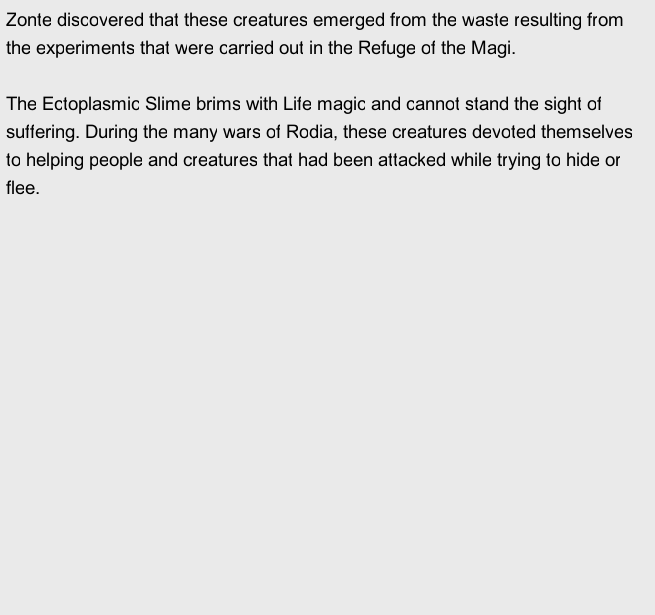 Zonte discovered that these creatures emerged from the waste resulting from
the experiments that were carried out in the Refuge of the Magi.
The Ectoplasmic Slime brims with Life magic and cannot stand the sight of
suffering. During the many wars of Rodia, these creatures devoted themselves
to helping people and creatures that had been attacked while trying to hide or
flee.